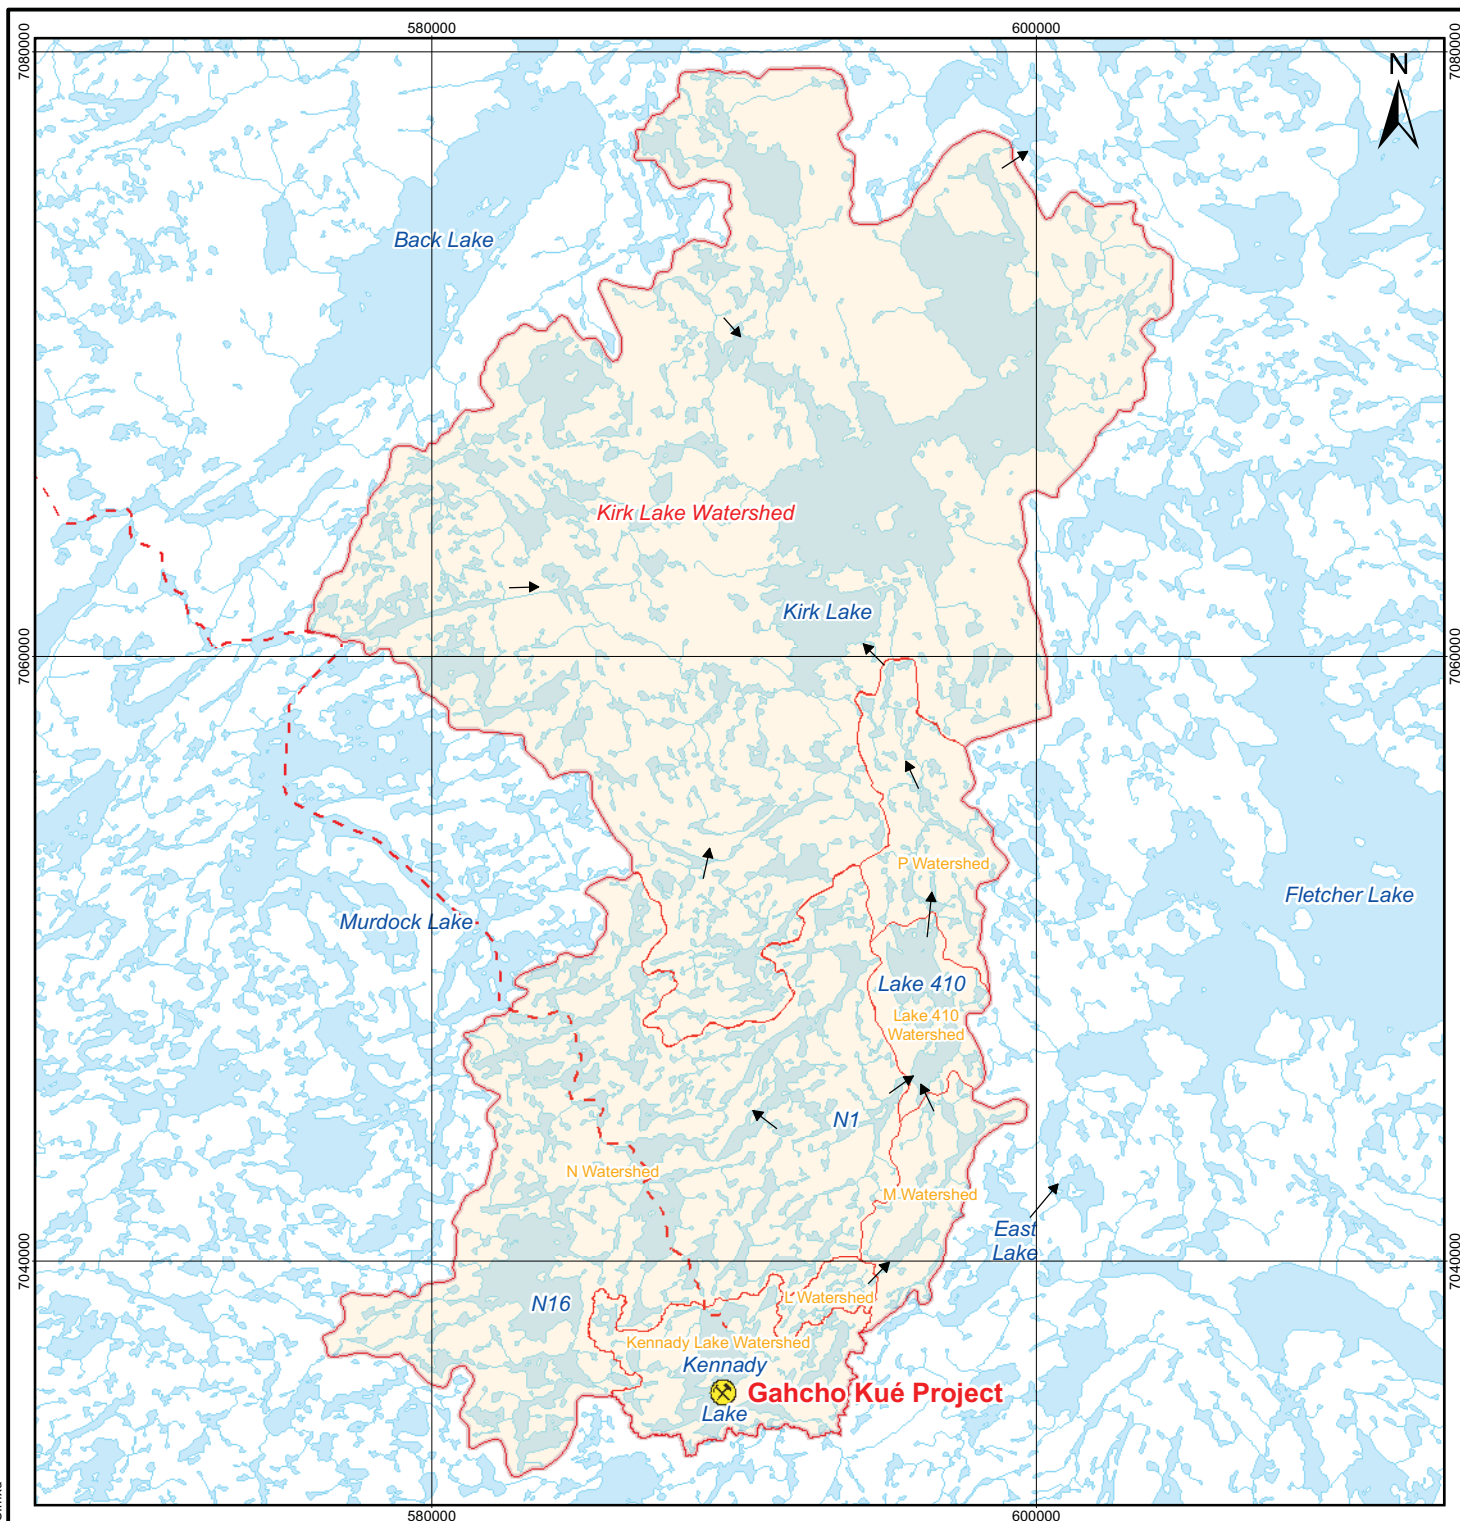 580000
600000
7080000
7080000
N
Back Lake
Kirk Lake Watershed
Kirk Lake
7060000
7060000
P Watershed
Fletcher Lake
Murdock Lake
Lake 410
Lake 410
Watershed
N1
N Watershed
M Watershed
East
Lake
7040000
7040000
N16
L Watershed
Kennady Lake Watershed
Kennady
Gahcho Kué Project
Lake
580000
600000